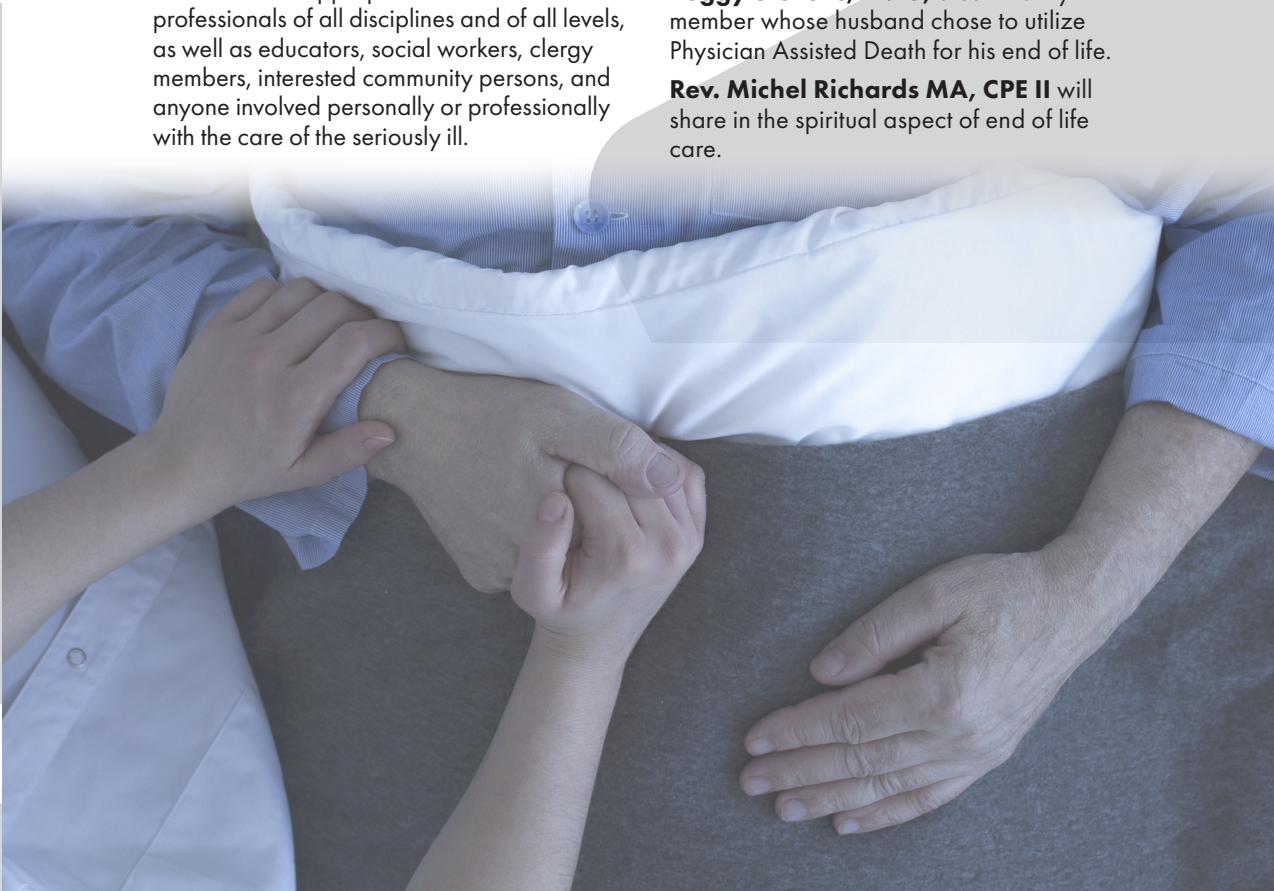 professionals of all disciplines and of all levels,
as well as educators, social workers, clergy
members, interested community persons, and
anyone involved personally or professionally
with the care of the seriously ill.
member whose husband chose to utilize
Physician Assisted Death for his end of life.
Rev. Michel Richards MA, CPE II will
share in the spiritual aspect of end of life
care.